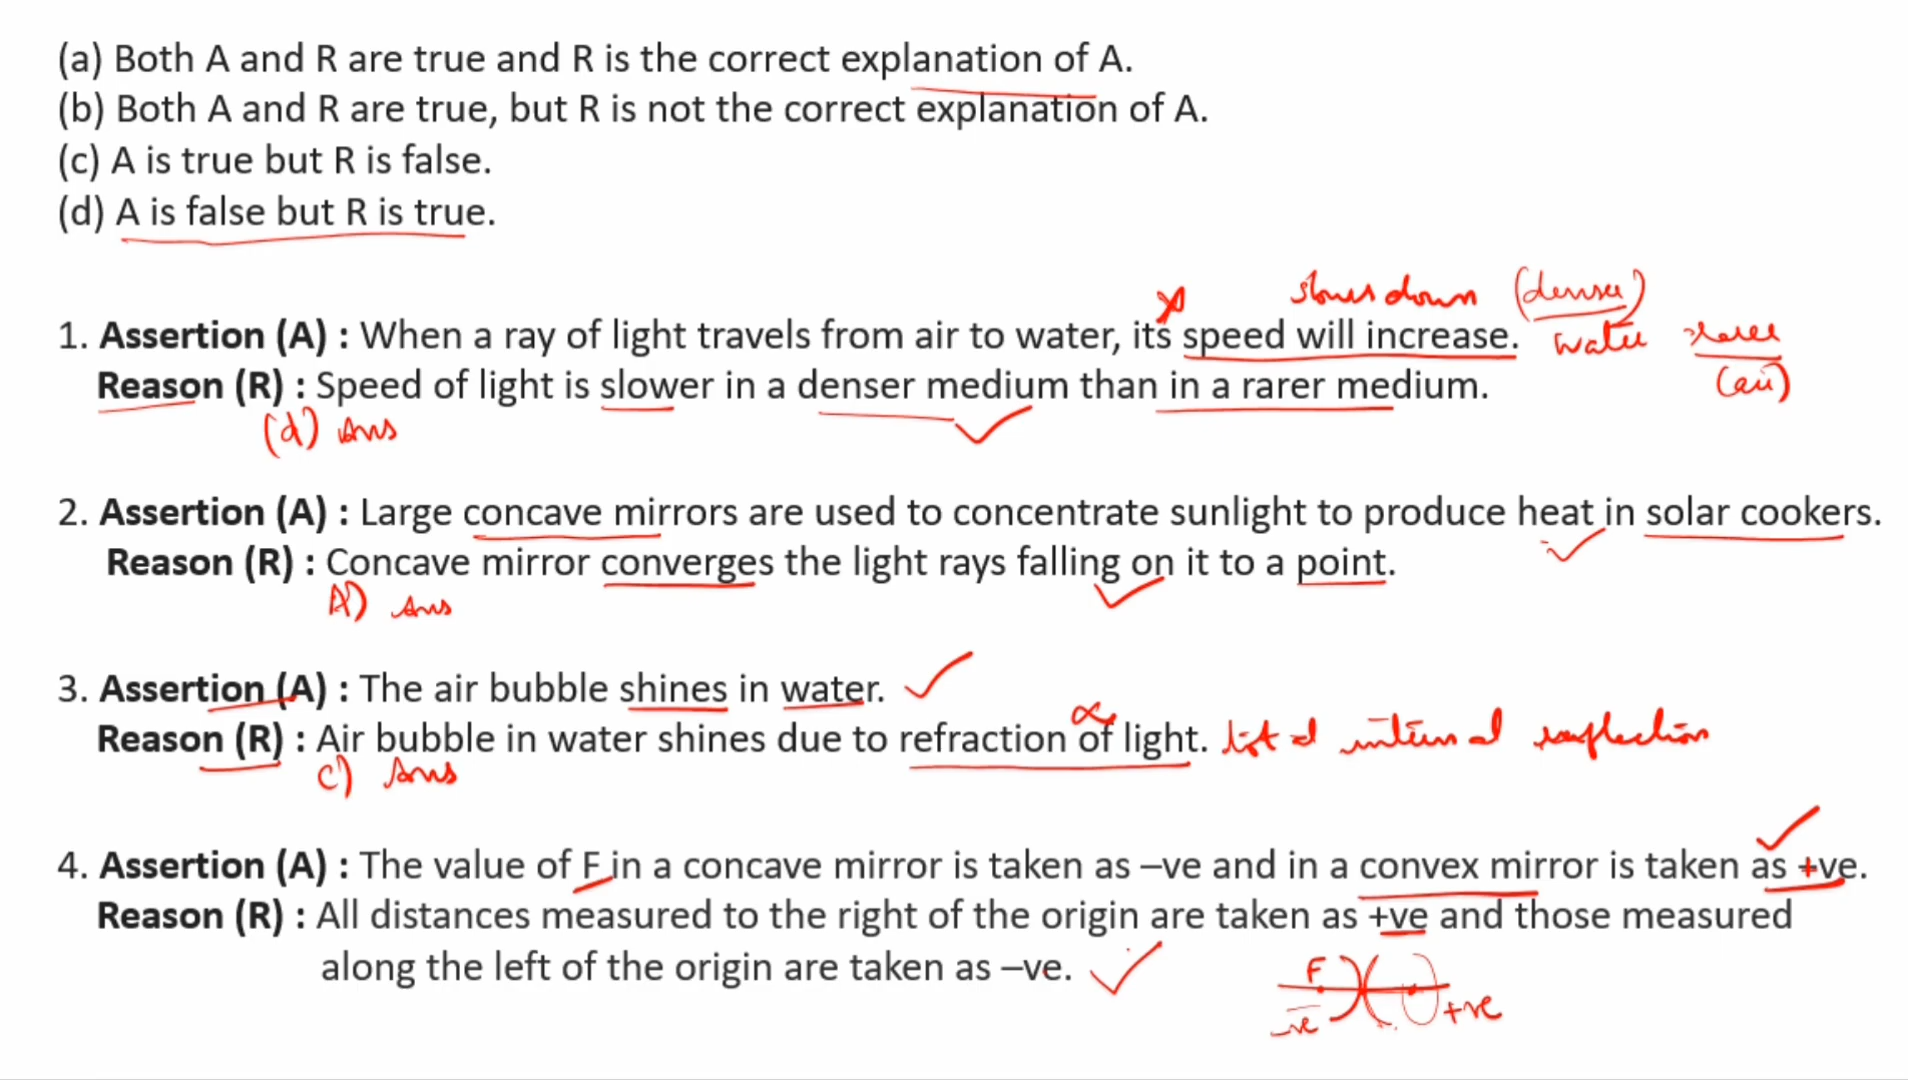 (a) Both A and R are true and R is the correct explanation of A.
(b) Both A and R are true, but R is not the correct explanation of A.
(c) A is true but R is false.
(d) A is false but R is true.
slows down (denser)
1. Assertion (A) : When a ray of light travels from air to water, its speed will increase. water rarer
Reason (R) : Speed of light is slower in a denser medium than in a rarer medium. (air)
(d) Ans
2. Assertion (A) : Large concave mirrors are used to concentrate sunlight to produce heat in solar cookers.
Reason (R) : Concave mirror converges the light rays falling on it to a point.
A) Ans
3. Assertion (A) : The air bubble shines in water.
Reason (R) : Air bubble in water shines due to refraction of light. total internal reflection
C) Ans
4. Assertion (A) : The value of F in a concave mirror is taken as –ve and in a convex mirror is taken as +ve.
Reason (R) : All distances measured to the right of the origin are taken as +ve and those measured
along the left of the origin are taken as –ve.
F
-ve +ve